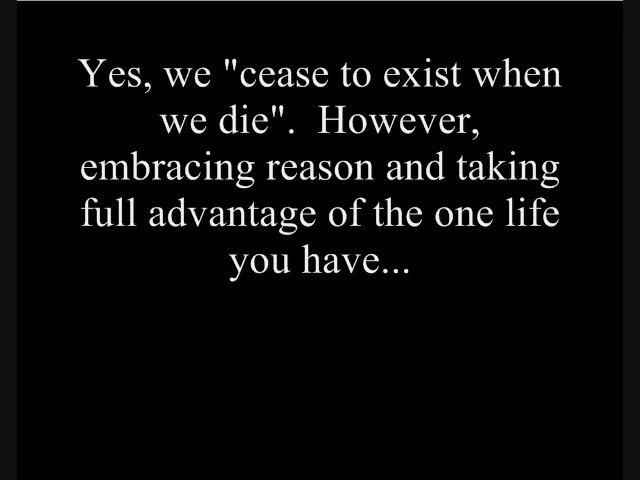 Yes, we "cease to exist when
we die".  However,
embracing reason and taking
full advantage of the one life
you have...